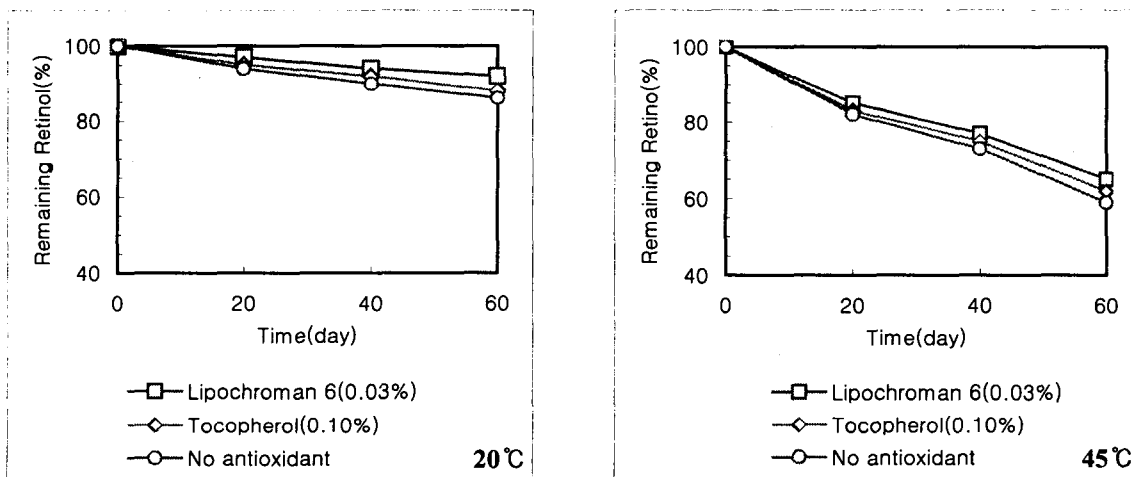 Remaining Retinol(%)
100
80
60
40
0 20 40 60
Time(day)
Lipochroman 6(0.03%)
Tocopherol(0.10%)
No antioxidant
20℃
Remaining Retino(%)
100
80
60
40
0 20 40 60
Time(day)
Lipochroman 6(0.03%)
Tocopherol(0.10%)
No antioxidant
45℃